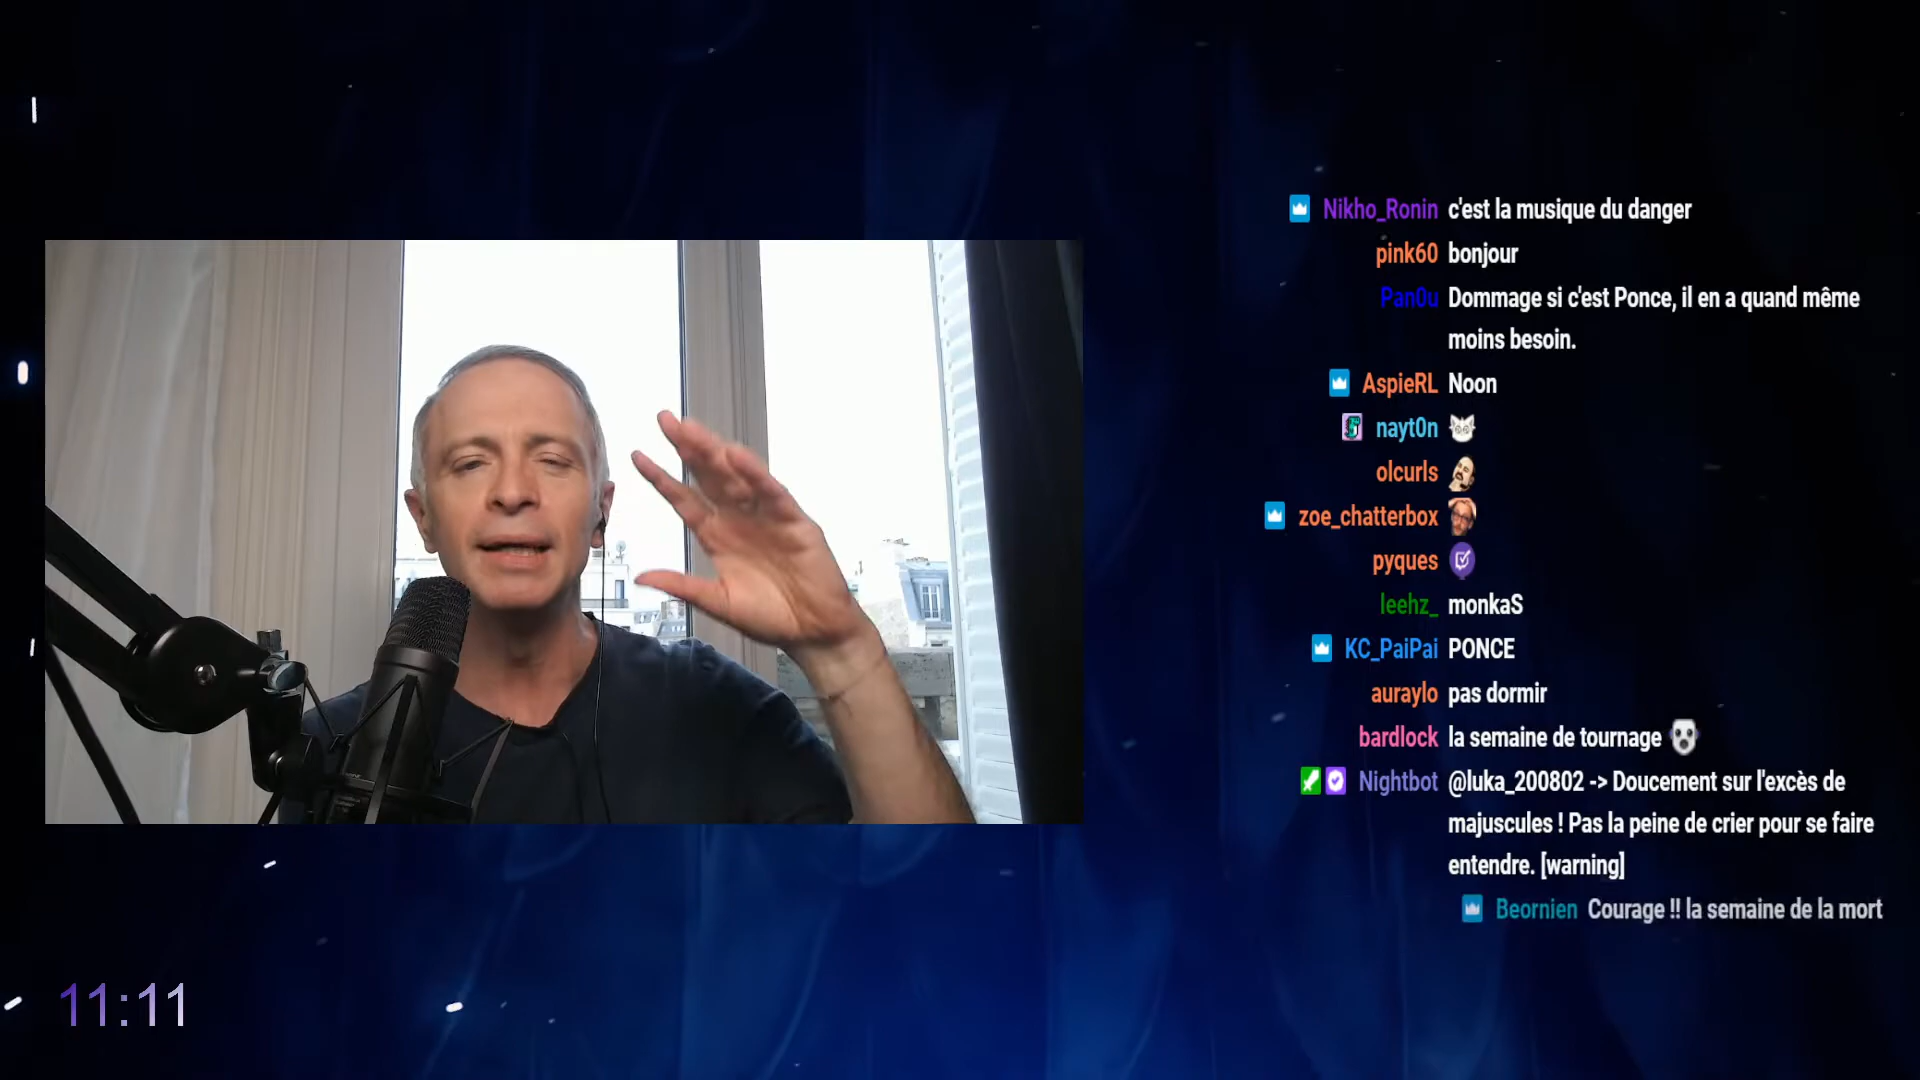 Nikho_Ronin c'est la musique du danger
pink60 bonjour
Pan0u Dommage si c'est Ponce, il en a quand même
moins besoin.
AspieRL Noon
nayt0n
olcurls
zoe_chatterbox
pyques
leehz_ monkaS
KC_PaiPai PONCE
auraylo pas dormir
bardlock la semaine de tournage
Nightbot @luka_200802 -> Doucement sur l'excès de
majuscules ! Pas la peine de crier pour se faire
entendre. [warning]
Beornien Courage !! la semaine de la mort
11:11